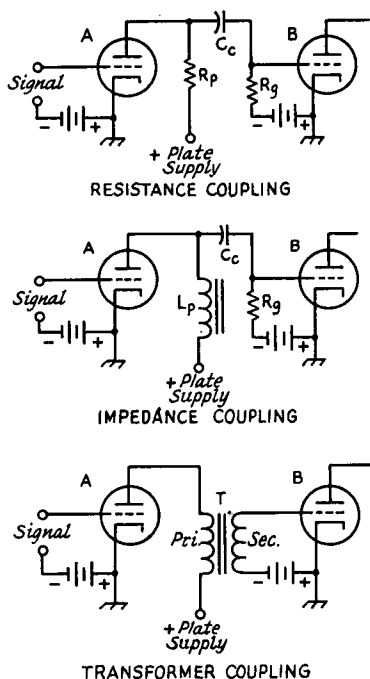 A
B
Cc
Signal
Rp
Rg
- +
- +
+ Plate
Supply
RESISTANCE COUPLING
A
B
Cc
Signal
Lp
Rg
- +
- +
+ Plate
Supply
IMPEDANCE COUPLING
A
B
T
Signal
Pri.
Sec.
- +
- +
+ Plate
Supply
TRANSFORMER COUPLING